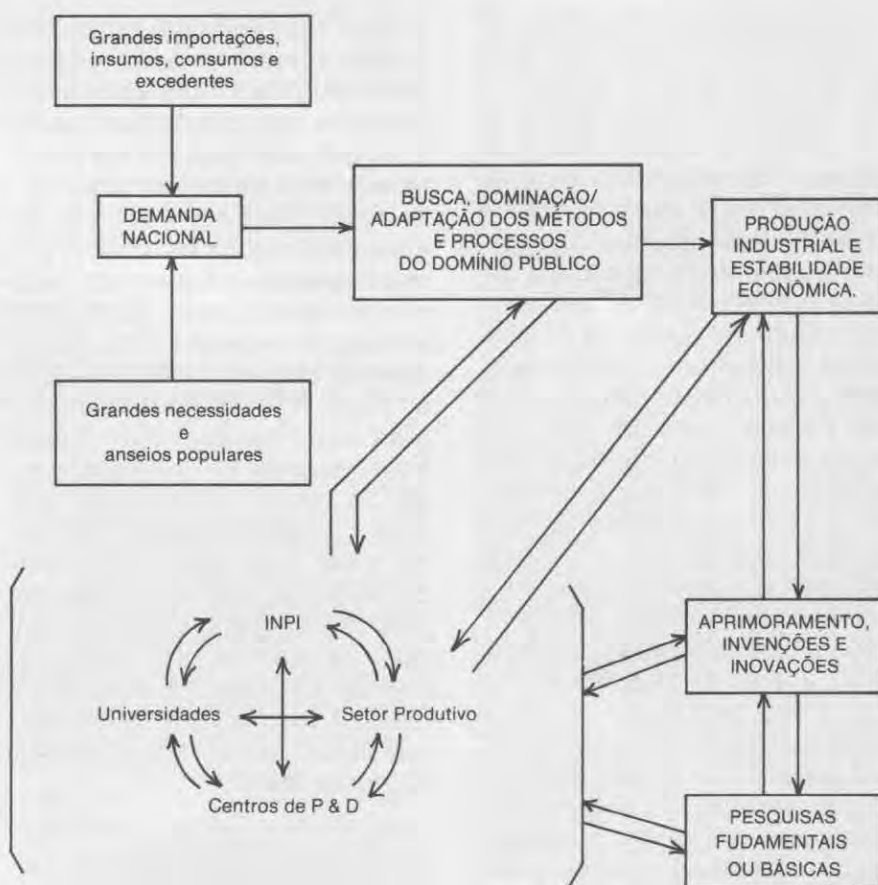 Grandes importações,
insumos, consumos e
excedentes
DEMANDA
NACIONAL
BUSCA, DOMINAÇÃO/
ADAPTAÇÃO DOS MÉTODOS
E PROCESSOS
DO DOMÍNIO PÚBLICO
PRODUÇÃO
INDUSTRIAL E
ESTABILIDADE
ECONÔMICA.
Grandes necessidades
e
anseios populares
INPI
Universidades
Setor Produtivo
Centros de P & D
APRIMORAMENTO,
INVENÇÕES E
INOVAÇÕES
PESQUISAS
FUDAMENTAIS
OU BÁSICAS